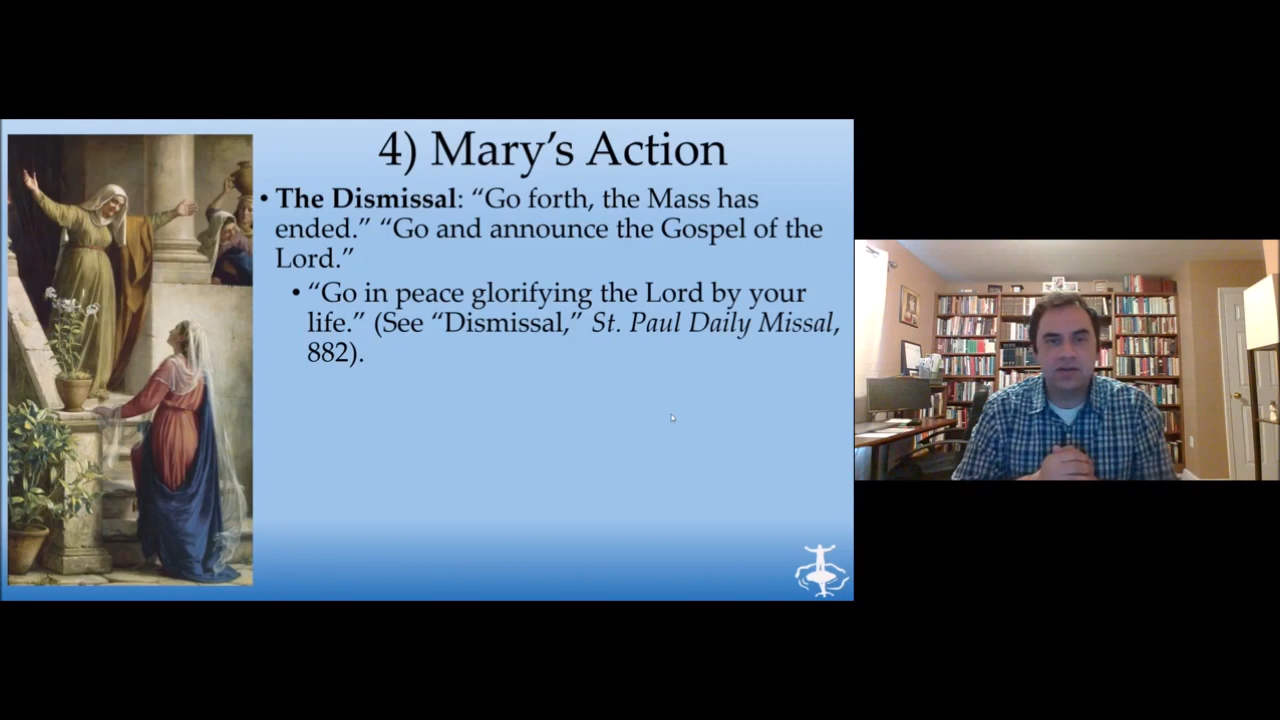 4) Mary’s Action
• The Dismissal: “Go forth, the Mass has
ended.” “Go and announce the Gospel of the
Lord.”
• “Go in peace glorifying the Lord by your
life.” (See “Dismissal,” St. Paul Daily Missal,
882).